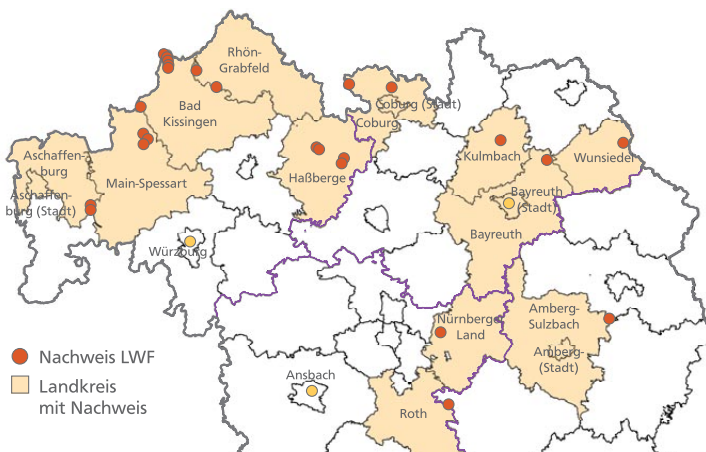 Rhön-
Grabfeld
Bad
Kissingen
Coburg (Stadt)
Coburg
Kulmbach
Wunsiedel
Aschaffen-
burg
Aschaffen-
burg (Stadt)
Main-Spessart
Haßberge
Bayreuth
(Stadt)
Bayreuth
Würzburg
Nürnberger
Land
Amberg-
Sulzbach
Amberg-
(Stadt)
Ansbach
Roth
Nachweis LWF
Landkreis
mit Nachweis